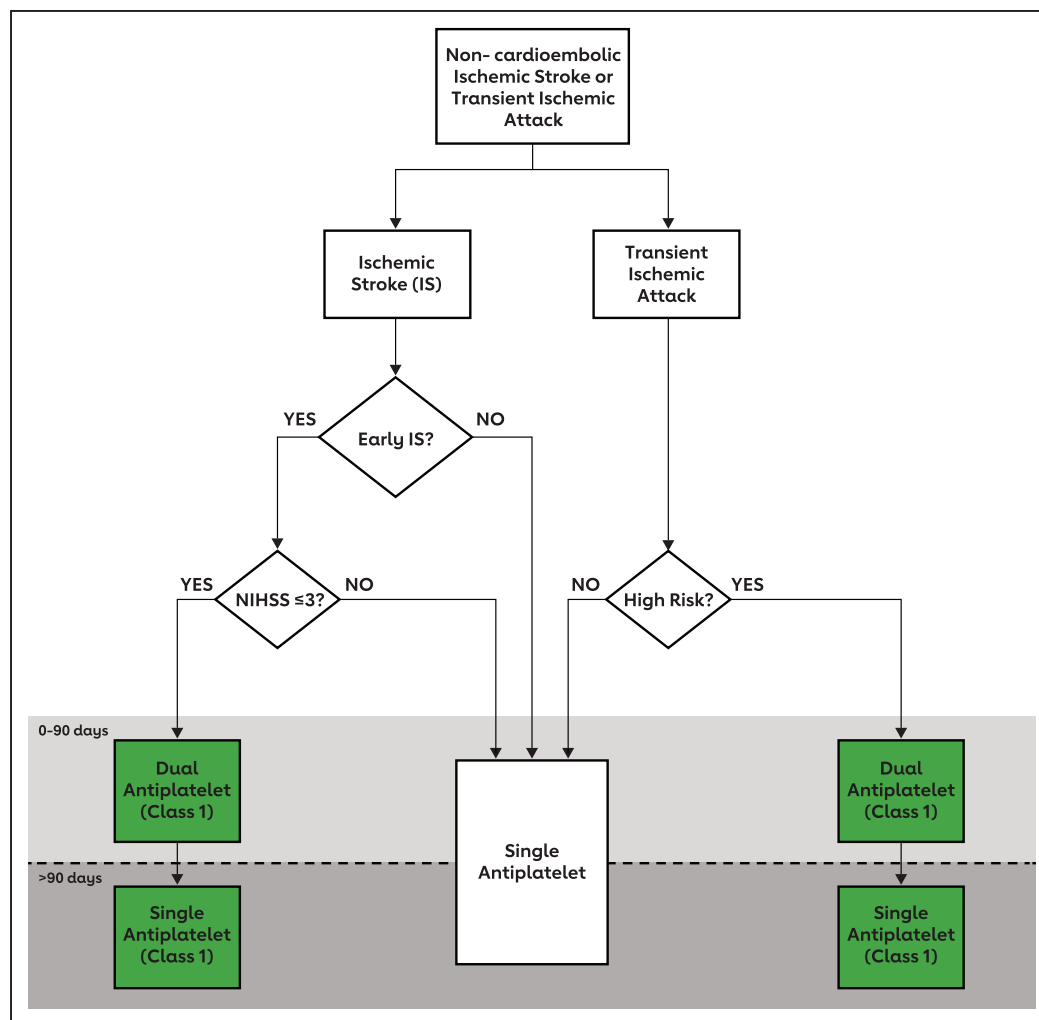 Non- cardioembolic
Ischemic Stroke or
Transient Ischemic
Attack
Ischemic
Stroke (IS)
Transient
Ischemic
Attack
YES
NO
Early IS?
YES
NO
NIHSS ≤3?
NO
YES
High Risk?
0-90 days
Dual
Antiplatelet
(Class 1)
Dual
Antiplatelet
(Class 1)
Single
Antiplatelet
>90 days
Single
Antiplatelet
(Class 1)
Single
Antiplatelet
(Class 1)